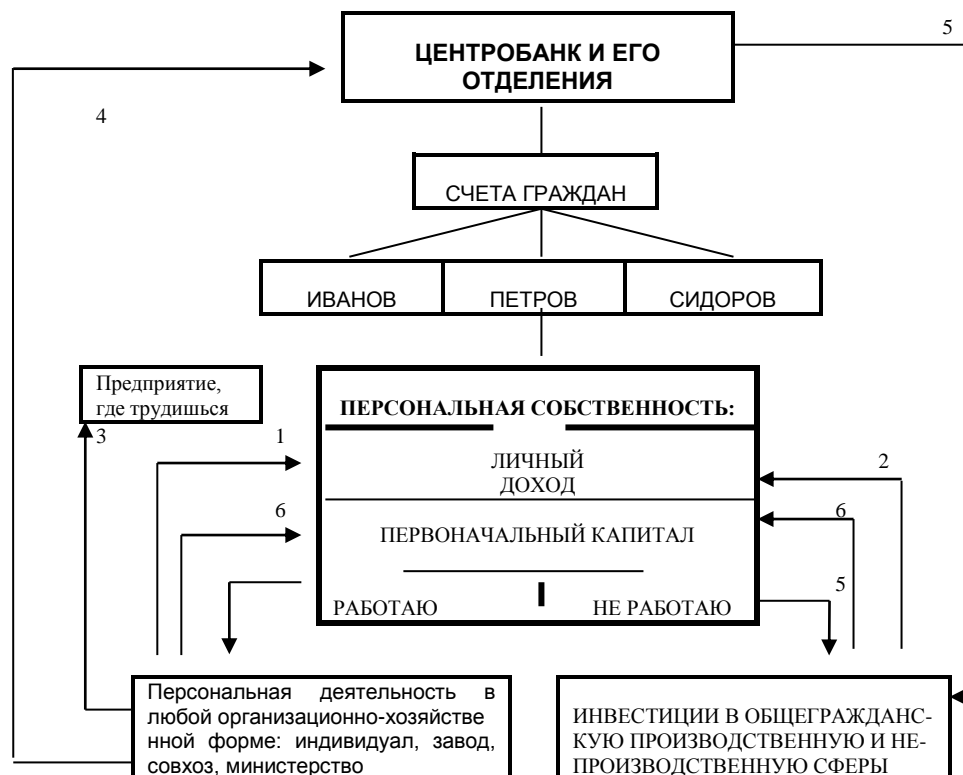 5
ЦЕНТРОБАНК И ЕГО
ОТДЕЛЕНИЯ
4
СЧЕТА ГРАЖДАН
ИВАНОВ ПЕТРОВ СИДОРОВ
Предприятие,
где трудишься
ПЕРСОНАЛЬНАЯ СОБСТВЕННОСТЬ:
3 1
ЛИЧНЫЙ
ДОХОД
2
6
ПЕРВОНАЧАЛЬНЫЙ КАПИТАЛ
6
РАБОТАЮ НЕ РАБОТАЮ
5
Персональная деятельность в
любой организационно-хозяйстве
нной форме: индивидуал, завод,
совхоз, министерство
ИНВЕСТИЦИИ В ОБЩЕГРАЖДАНС-
КУЮ ПРОИЗВОДСТВЕННУЮ И НЕ-
ПРОИЗВОДСТВЕННУЮ СФЕРЫ